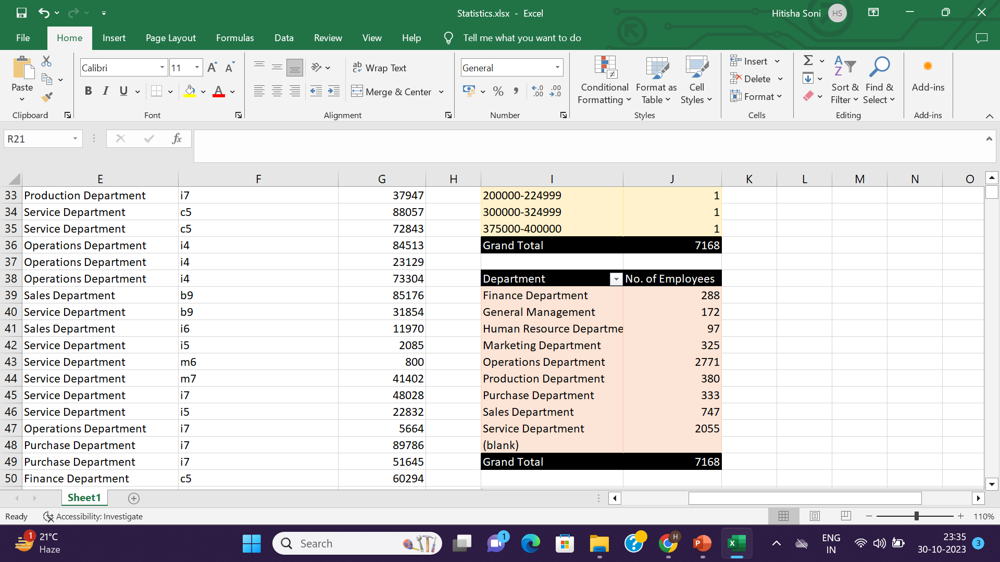 Statistics.xlsx - Excel
Hitisha Soni HS
File Home Insert Page Layout Formulas Data Review View Help Tell me what you want to do
Paste
Clipboard
Calibri 11
B I U
Font
ab Wrap Text
Merge & Center
Alignment
General
% 9 .00 .00
Number
Conditional Formatting
Format as Table
Cell Styles
Styles
Insert
Delete
Format
Cells
Sort & Filter
Find & Select
Editing
Add-ins
Add-ins
R21 fx
E F G H I J K L M N O
33 Production Department i7 37947 200000-224999 1
34 Service Department c5 88057 300000-324999 1
35 Service Department c5 72843 375000-400000 1
36 Operations Department i4 84513 Grand Total 7168
37 Operations Department i4 23129
38 Operations Department i4 73304 Department No. of Employees
39 Sales Department b9 85176 Finance Department 288
40 Service Department b9 31854 General Management 172
41 Sales Department i6 11970 Human Resource Departme 97
42 Service Department i5 2085 Marketing Department 325
43 Service Department m6 800 Operations Department 2771
44 Service Department m7 41402 Production Department 380
45 Service Department i7 48028 Purchase Department 333
46 Service Department i5 22832 Sales Department 747
47 Operations Department i7 5664 Service Department 2055
48 Purchase Department i7 89786 (blank)
49 Purchase Department i7 51645 Grand Total 7168
50 Finance Department c5 60294
Sheet1
Ready Accessibility: Investigate 110%
1 21°C
Haze
Search
1
H
ENG
IN
23:35
30-10-2023
3